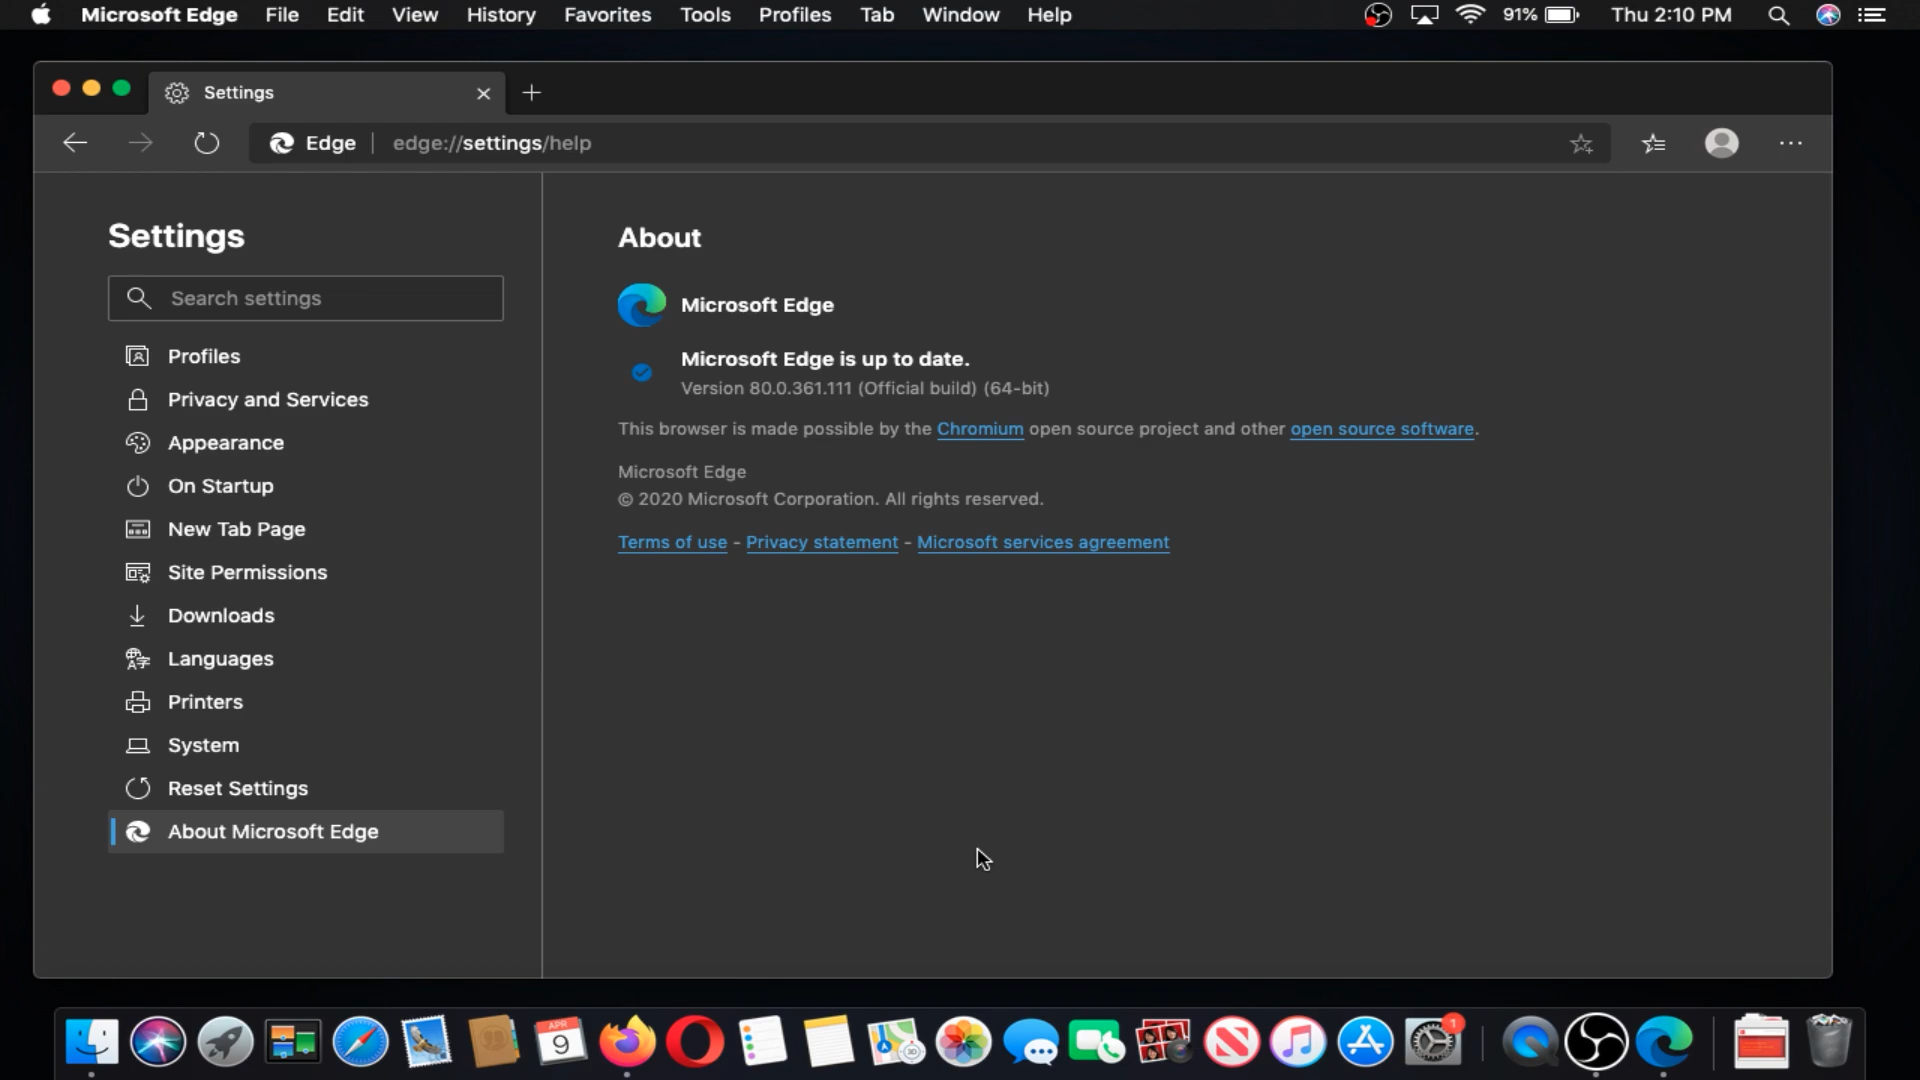 Microsoft Edge File Edit View History Favorites Tools Profiles Tab Window Help 91% Thu 2:10 PM
Settings
Edge | edge://settings/help
Settings
Search settings
Profiles
Privacy and Services
Appearance
On Startup
New Tab Page
Site Permissions
Downloads
Languages
Printers
System
Reset Settings
About Microsoft Edge
About
Microsoft Edge
Microsoft Edge is up to date.
Version 80.0.361.111 (Official build) (64-bit)
This browser is made possible by the Chromium open source project and other open source software.
Microsoft Edge
© 2020 Microsoft Corporation. All rights reserved.
Terms of use - Privacy statement - Microsoft services agreement
APR
9
3D
1